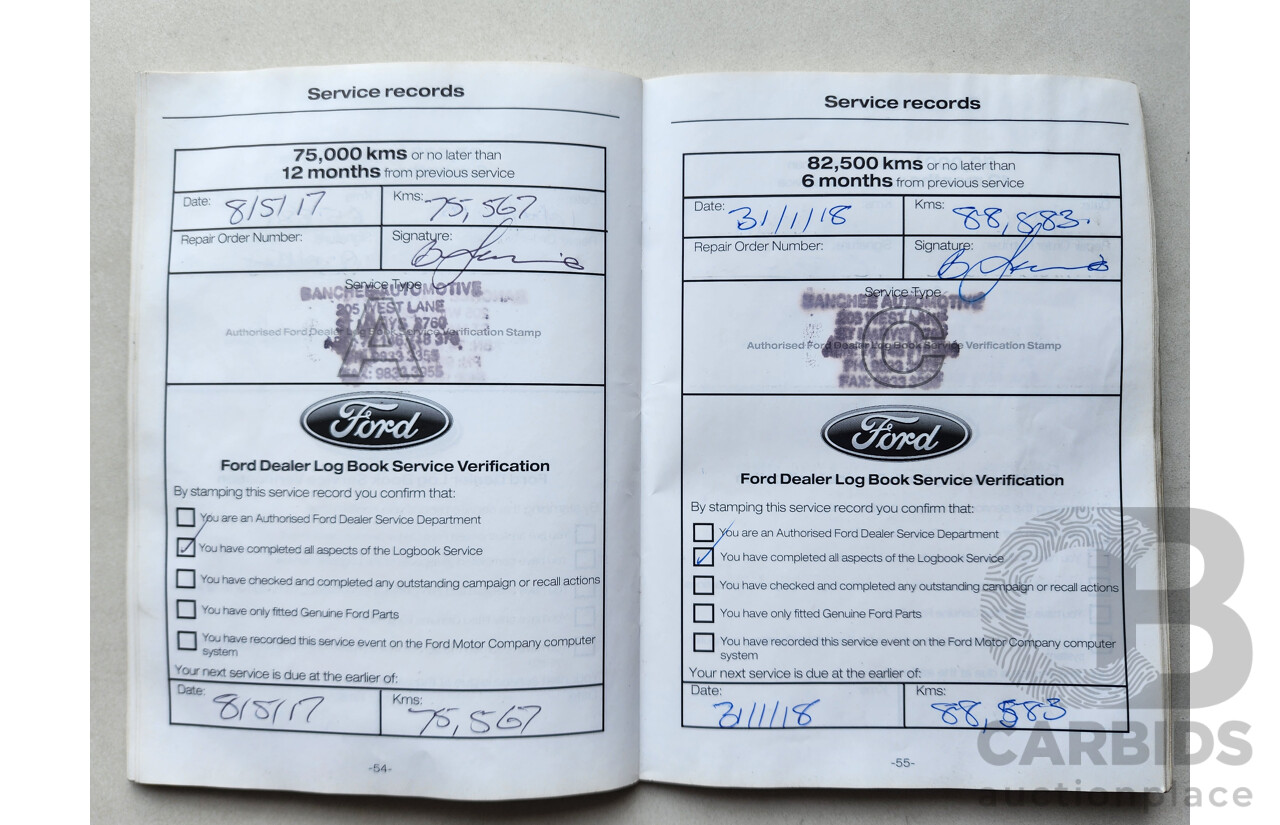 Service records
75,000 kms or no later than
12 months from previous service
Date: 8/5/17 Kms: 75,567
Repair Order Number: Signature:
Service Type
BANCHEE AUTOMOTIVE
205 WEST LANE
Authorised Ford Dealer Log Book Service Verification Stamp
A
Ford
Ford Dealer Log Book Service Verification
By stamping this service record you confirm that:
You are an Authorised Ford Dealer Service Department
You have completed all aspects of the Logbook Service
You have checked and completed any outstanding campaign or recall actions
You have only fitted Genuine Ford Parts
You have recorded this service event on the Ford Motor Company computer
system
Your next service is due at the earlier of:
Date: 8/5/17 Kms: 75,567
-54-
Service records
82,500 kms or no later than
6 months from previous service
Date: 31/1/18 Kms: 88,883.
Repair Order Number: Signature:
Service Type
BANCHEE AUTOMOTIVE
Authorised Ford Dealer Log Book Service Verification Stamp
C
Ford
Ford Dealer Log Book Service Verification
By stamping this service record you confirm that:
You are an Authorised Ford Dealer Service Department
You have completed all aspects of the Logbook Service
You have checked and completed any outstanding campaign or recall actions
You have only fitted Genuine Ford Parts
You have recorded this service event on the Ford Motor Company computer
system
Your next service is due at the earlier of:
Date: 31/1/18 Kms: 88,883
-55-
CB
CARBIDS
auctionplace